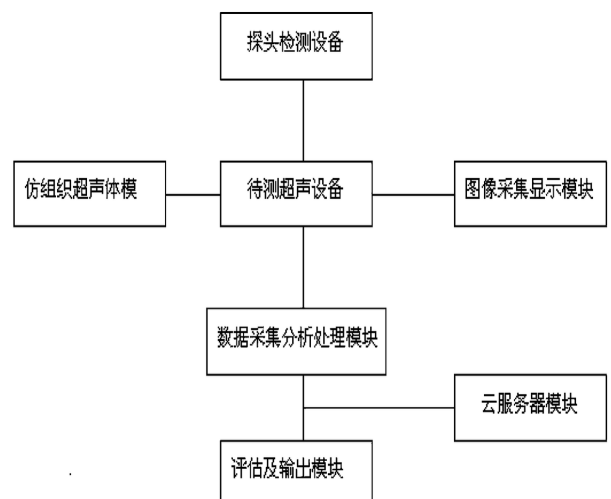 探头检测设备
仿组织超声体模
待测超声设备
图像采集显示模块
数据采集分析处理模块
云服务器模块
评估及输出模块